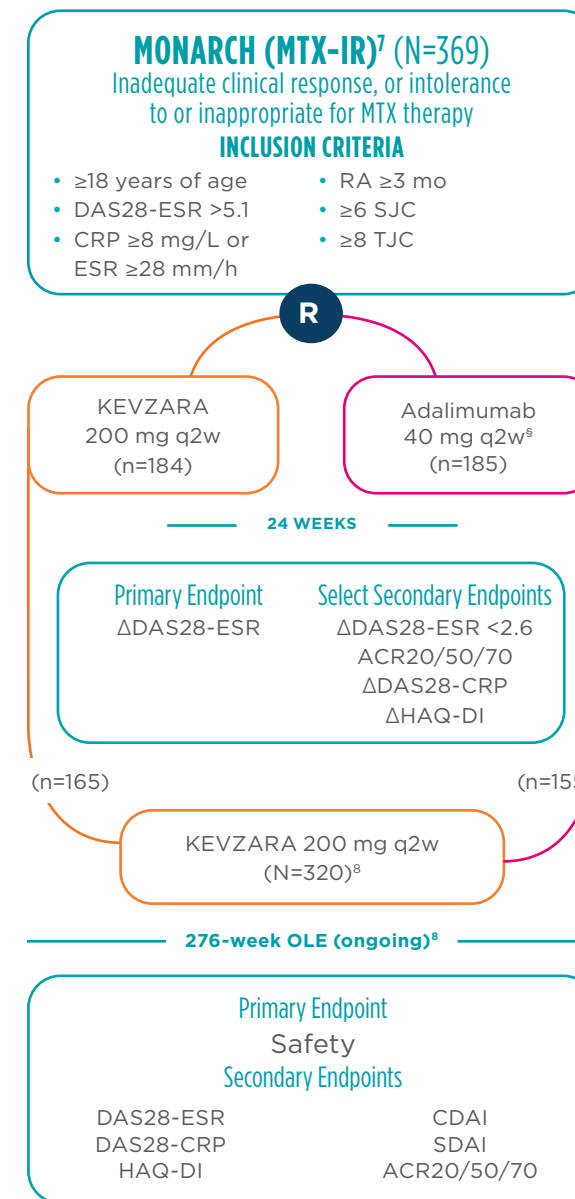 MONARCH (MTX-IR)⁷ (N=369)
Inadequate clinical response, or intolerance
to or inappropriate for MTX therapy
INCLUSION CRITERIA
• ≥18 years of age
• DAS28-ESR >5.1
• CRP ≥8 mg/L or
ESR ≥28 mm/h
• RA ≥3 mo
• ≥6 SJC
• ≥8 TJC
R
KEVZARA
200 mg q2w
(n=184)
Adalimumab
40 mg q2w§
(n=185)
24 WEEKS
Primary Endpoint
ΔDAS28-ESR
Select Secondary Endpoints
ΔDAS28-ESR <2.6
ACR20/50/70
ΔDAS28-CRP
ΔHAQ-DI
(n=165)
(n=155
KEVZARA 200 mg q2w
(N=320)⁸
276-week OLE (ongoing)⁸
Primary Endpoint
Safety
Secondary Endpoints
DAS28-ESR
DAS28-CRP
HAQ-DI
CDAI
SDAI
ACR20/50/70